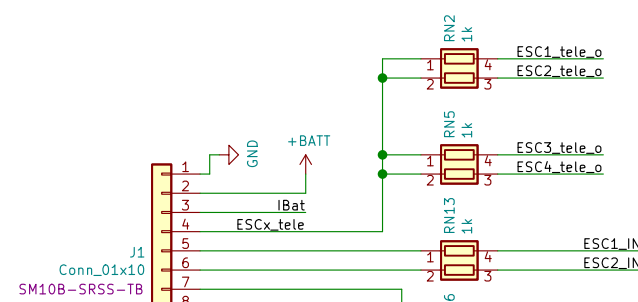 RN2
1k
1
4
ESC1_tele_o
2
3
ESC2_tele_o
RN5
1k
1
4
ESC3_tele_o
2
3
ESC4_tele_o
+BATT
GND
1
2
3
IBat
4
ESCx_tele
RN13
1k
J1
5
1
4
ESC1_IN
Conn_01x10
6
2
3
ESC2_IN
SM10B-SRSS-TB
7
8
6